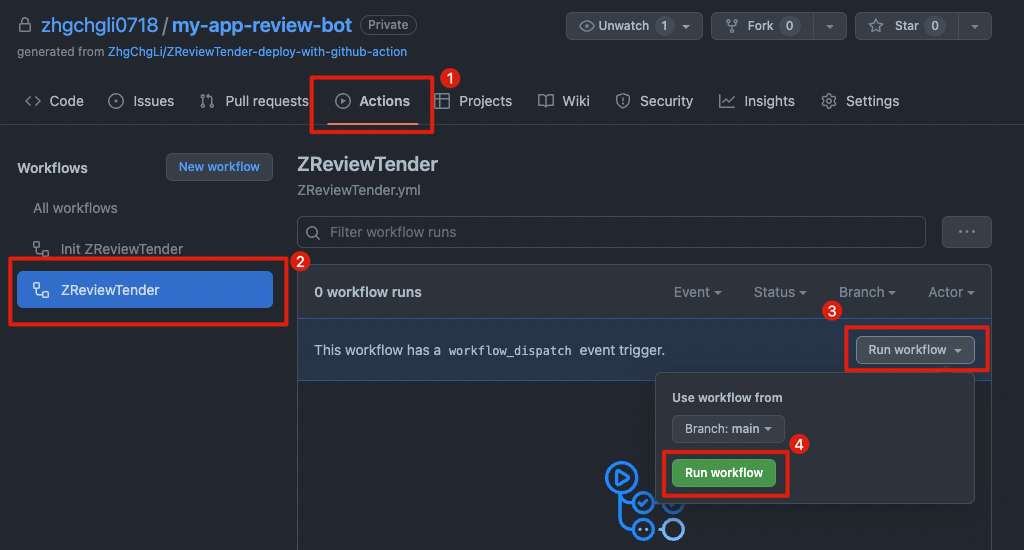 zhgchgli0718 / my-app-review-bot Private Unwatch 1 Fork 0 Star 0
generated from ZhgChgLi/ZReviewTender-deploy-with-github-action
1
Code Issues Pull requests Actions Projects Wiki Security Insights Settings
Workflows New workflow
All workflows
Init ZReviewTender
2
ZReviewTender
ZReviewTender
ZReviewTender.yml
Filter workflow runs ...
0 workflow runs Event Status Branch Actor
3
This workflow has a workflow_dispatch event trigger. Run workflow
Use workflow from
Branch: main
4
Run workflow